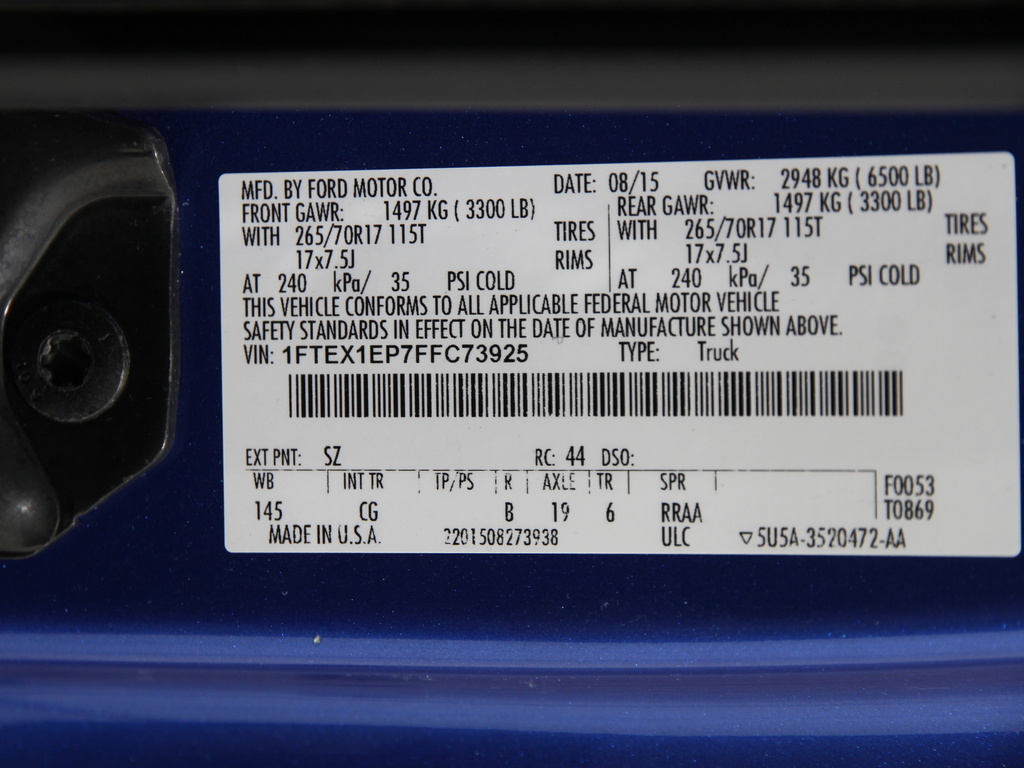 MFD. BY FORD MOTOR CO. DATE: 08/15 GVWR: 2948 KG ( 6500 LB)
FRONT GAWR: 1497 KG ( 3300 LB) REAR GAWR: 1497 KG ( 3300 LB)
WITH 265/70R17 115T TIRES WITH 265/70R17 115T TIRES
17x7.5J RIMS 17x7.5J RIMS
AT 240 kPa/ 35 PSI COLD AT 240 kPa/ 35 PSI COLD
THIS VEHICLE CONFORMS TO ALL APPLICABLE FEDERAL MOTOR VEHICLE
SAFETY STANDARDS IN EFFECT ON THE DATE OF MANUFACTURE SHOWN ABOVE.
VIN: 1FTEX1EP7FFC73925 TYPE: Truck
EXT PNT: SZ RC: 44 DSO:
WB INT TR TP/PS R AXLE TR SPR F0053
145 CG B 19 6 RRAA T0869
MADE IN U.S.A. 2201508273938 ULC ▽5U5A-3520472-AA